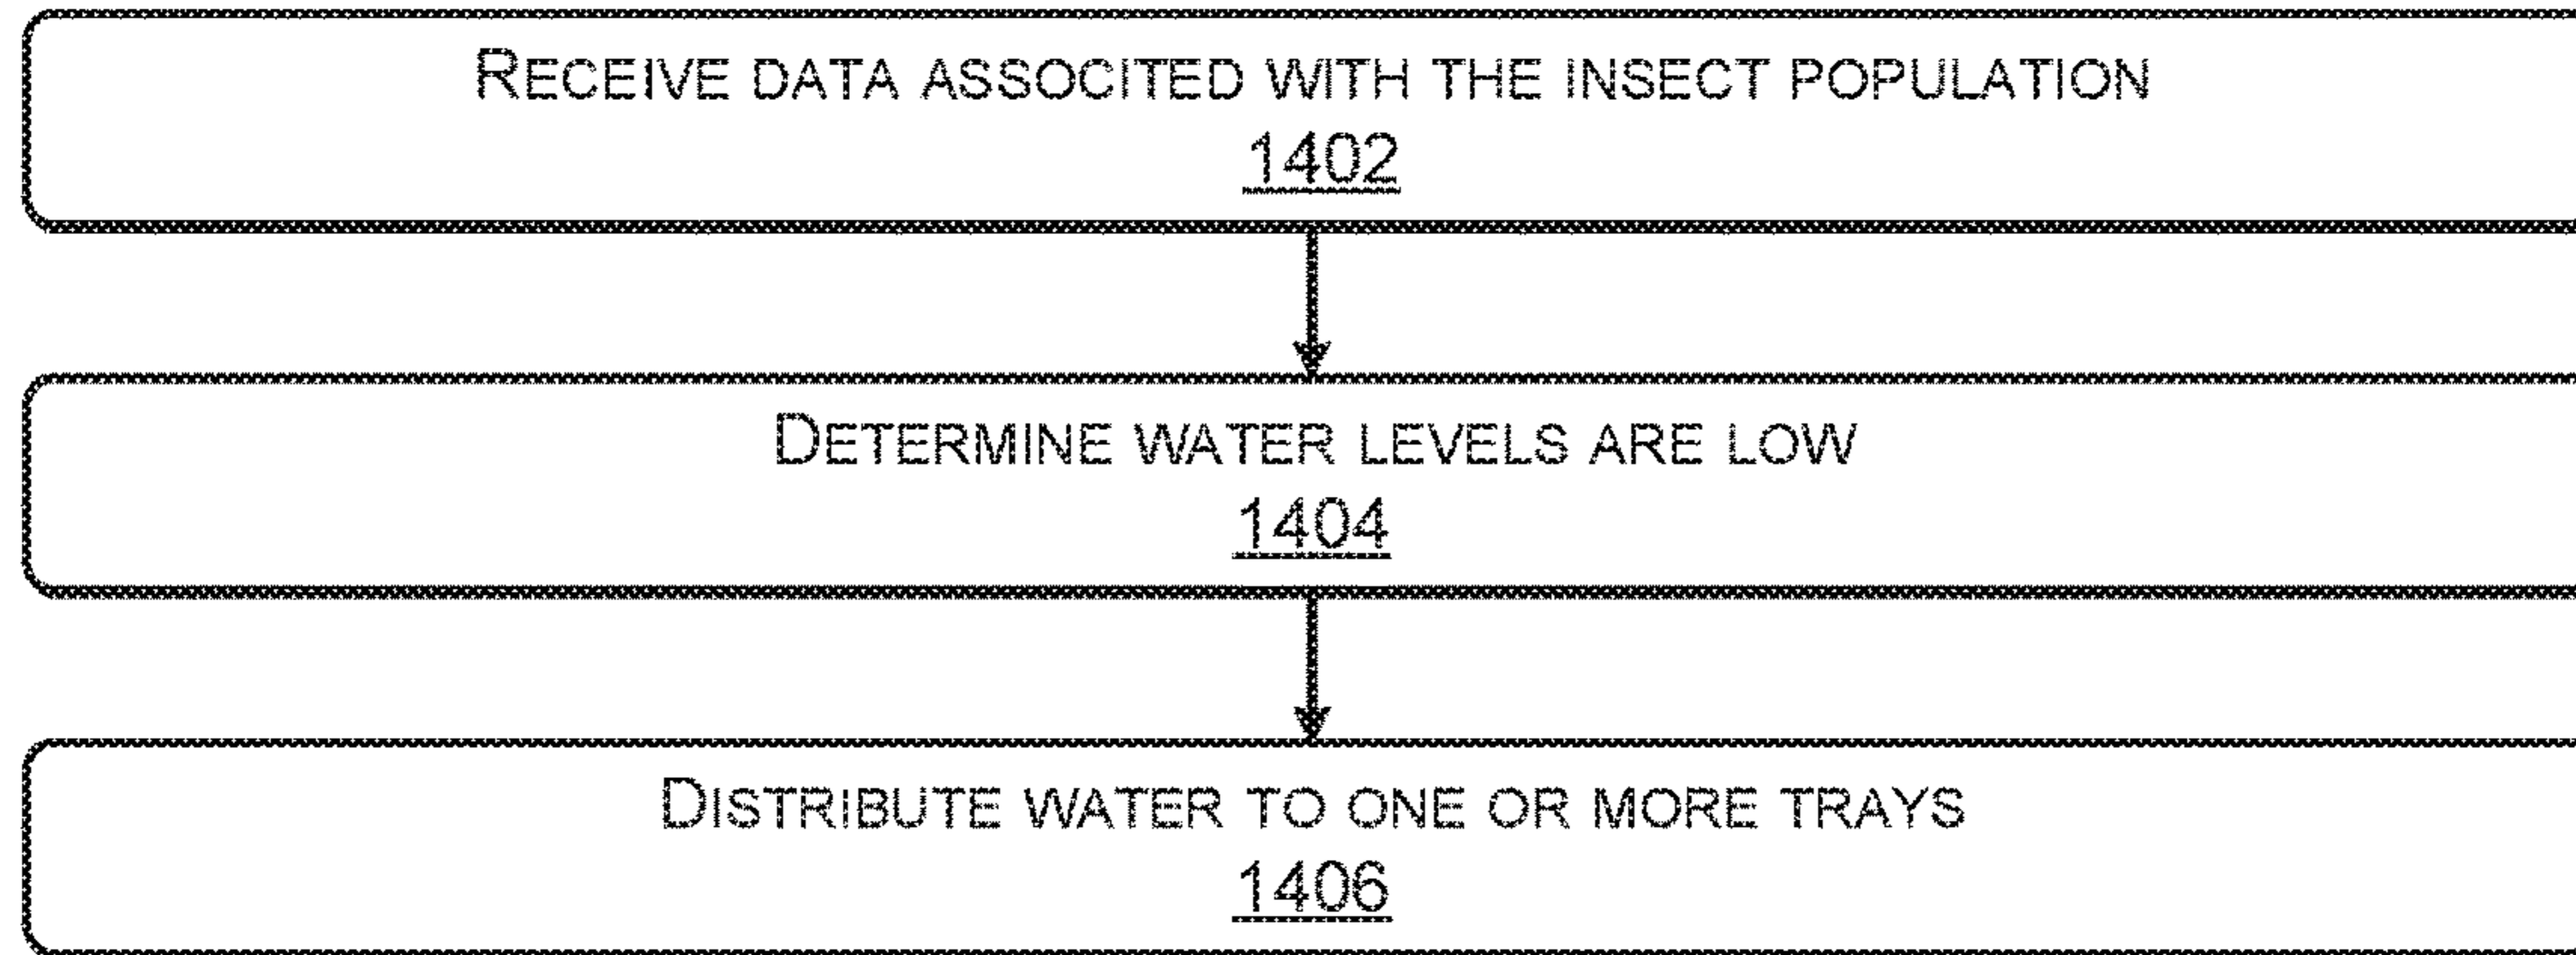 RECEIVE DATA ASSOCITED WITH THE INSECT POPULATION
1402
DETERMINE WATER LEVELS ARE LOW
1404
DISTRIBUTE WATER TO ONE OR MORE TRAYS
1406